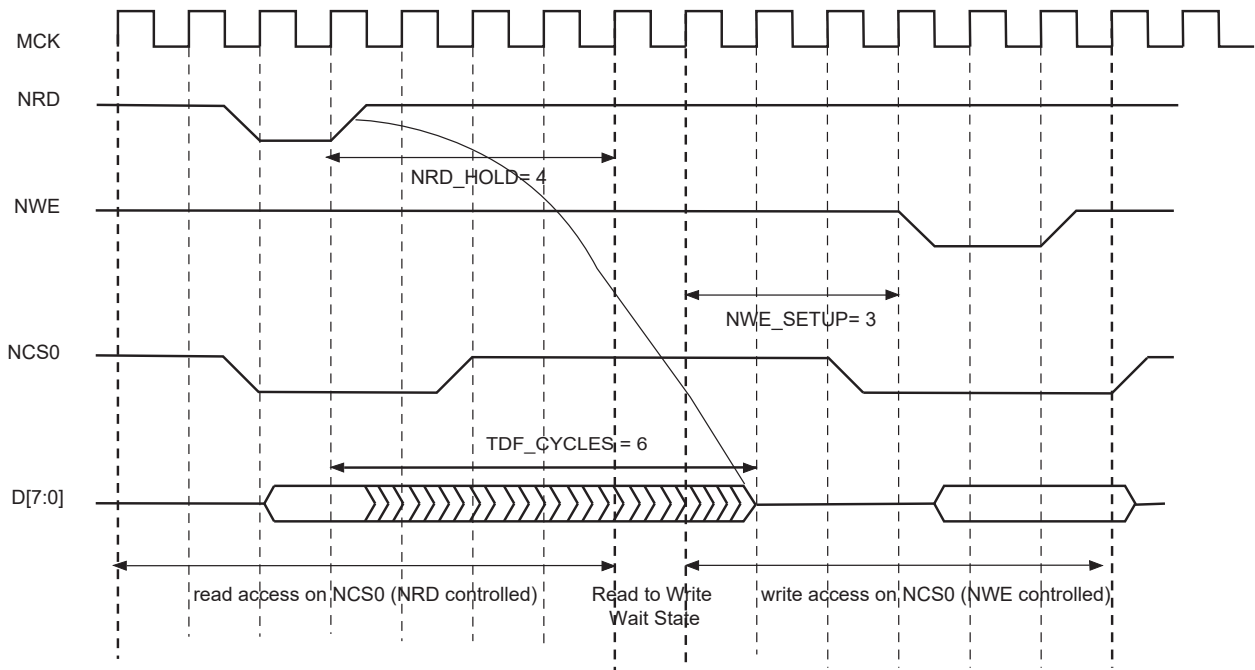 MCK
NRD
NRD_HOLD= 4
NWE
NWE_SETUP= 3
NCS0
TDF_CYCLES = 6
D[7:0]
read access on NCS0 (NRD controlled)
Read to Write
Wait State
write access on NCS0 (NWE controlled)